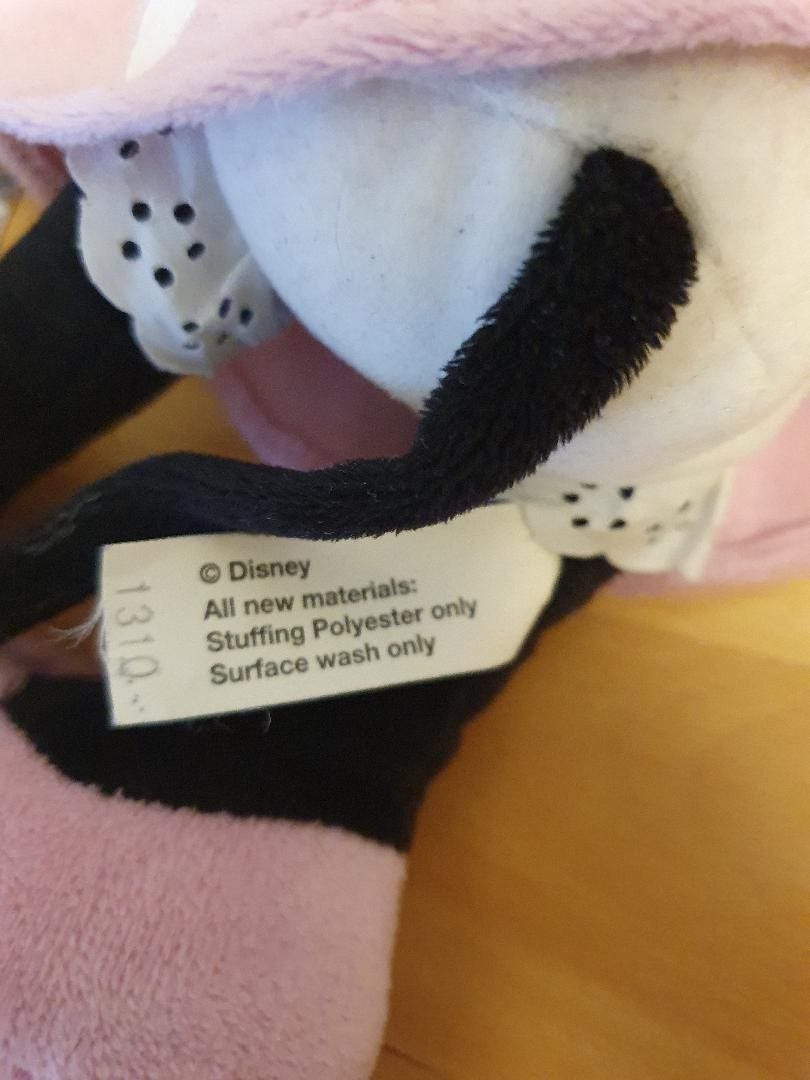 © Disney
All new materials:
Stuffing Polyester only
Surface wash only
1310